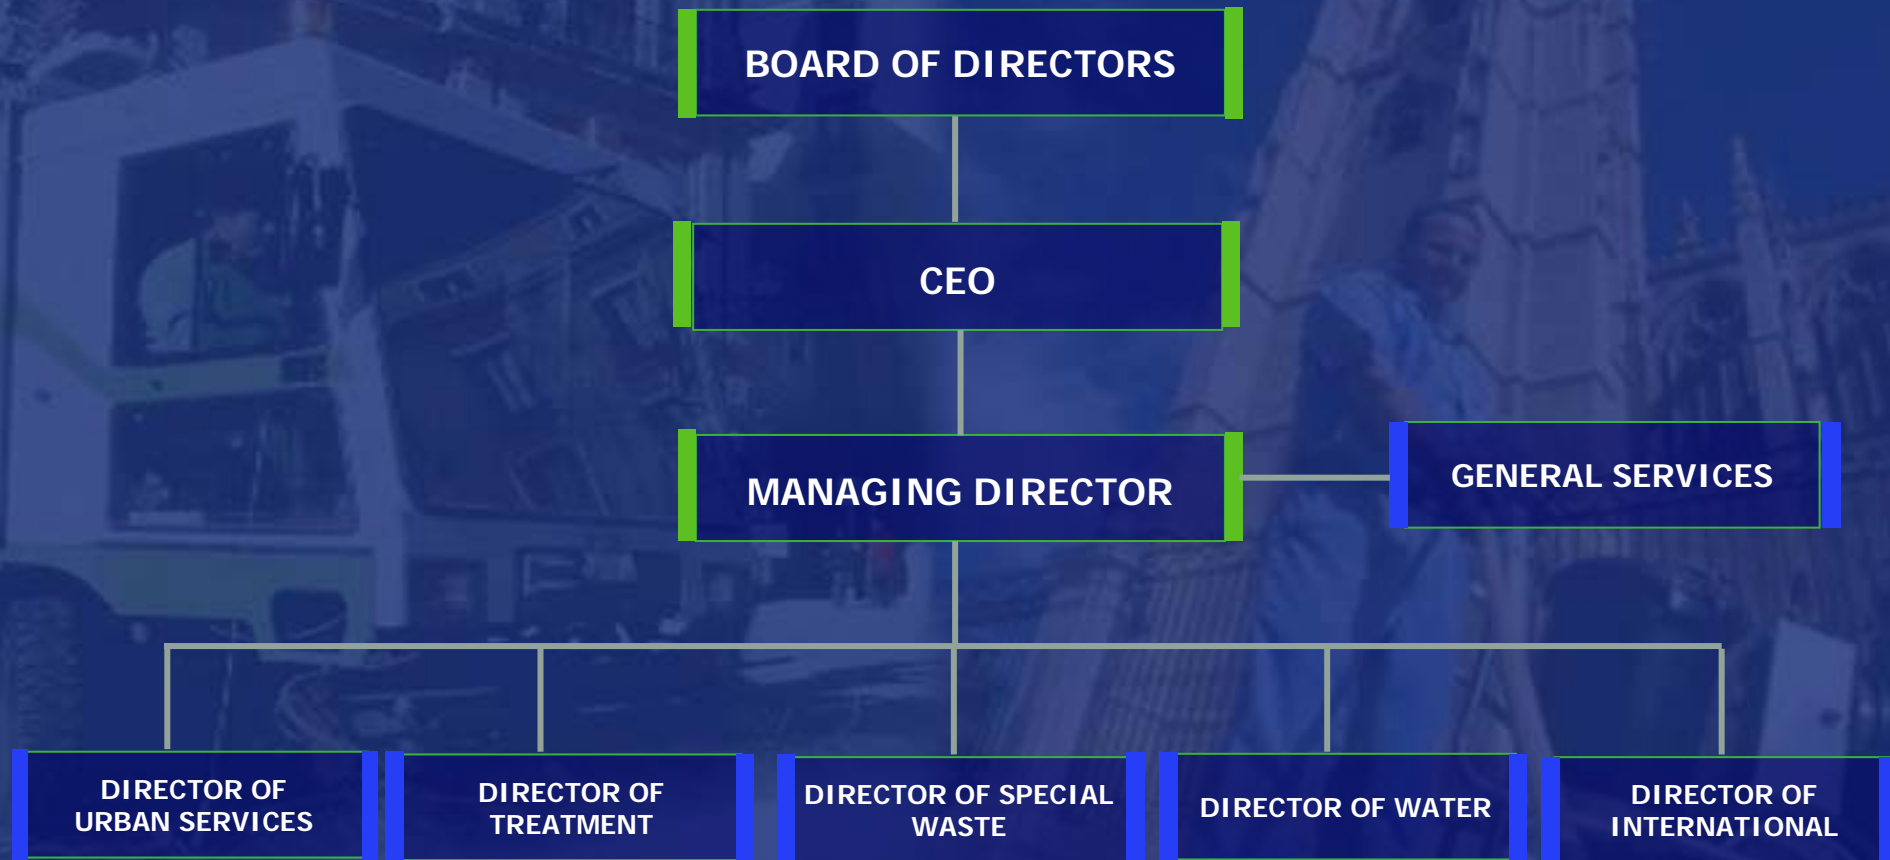 BOARD OF DIRECTORS
CEO
MANAGING DIRECTOR
GENERAL SERVICES
DIRECTOR OF
URBAN SERVICES
DIRECTOR OF
TREATMENT
DIRECTOR OF SPECIAL
WASTE
DIRECTOR OF WATER
DIRECTOR OF
INTERNATIONAL